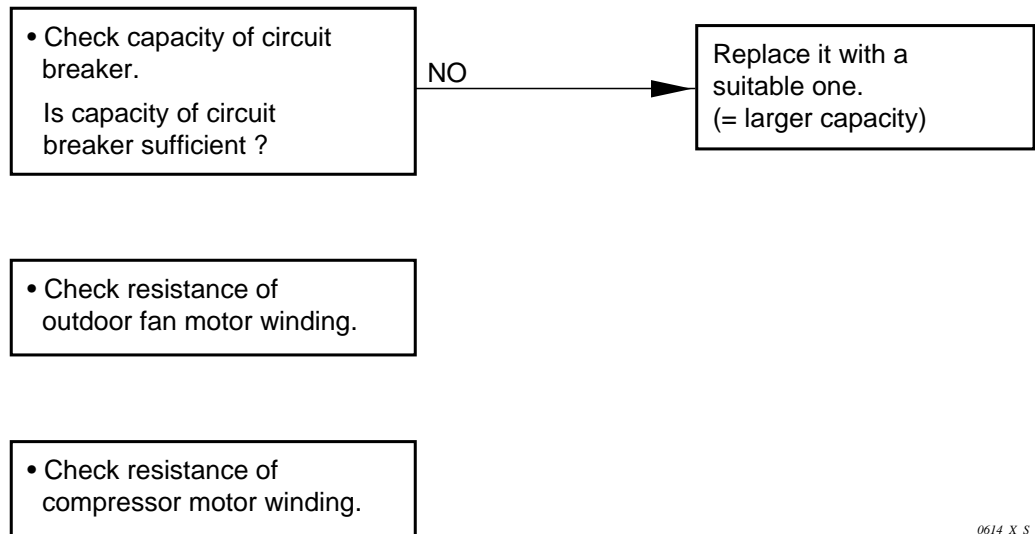 • Check capacity of circuit
breaker.
Is capacity of circuit
breaker sufficient ?
NO
Replace it with a
suitable one.
(= larger capacity)
• Check resistance of
outdoor fan motor winding.
• Check resistance of
compressor motor winding.
0614_X_S